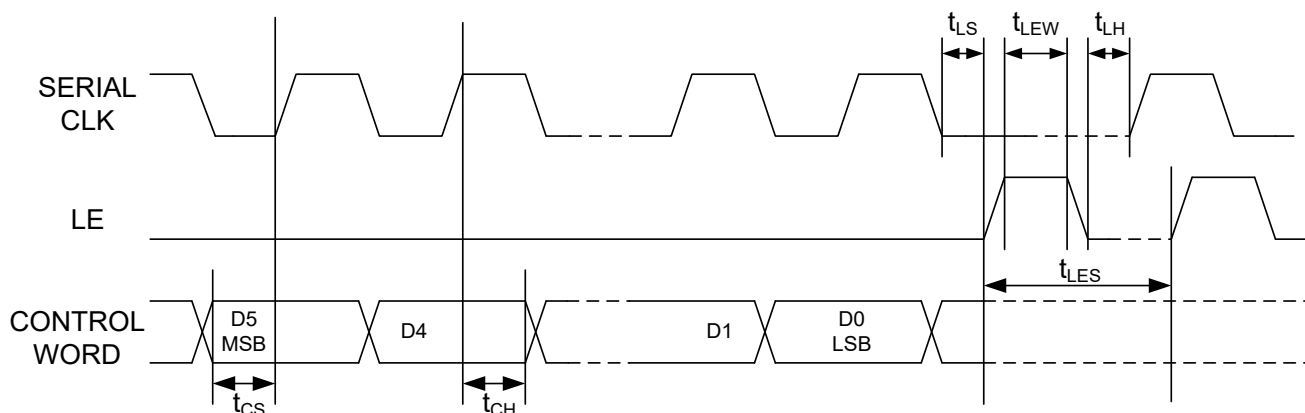 t_LS
t_LEW
t_LH
SERIAL
CLK
LE
t_LES
CONTROL
WORD
D5
MSB
D4
D1
D0
LSB
t_CS
t_CH